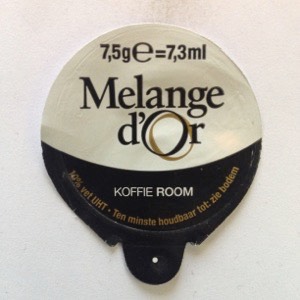 7,5g℮=7,3ml
Melange
d'Or
KOFFIE ROOM
10% vet UHT • Ten minste houdbaar tot: zie bodem